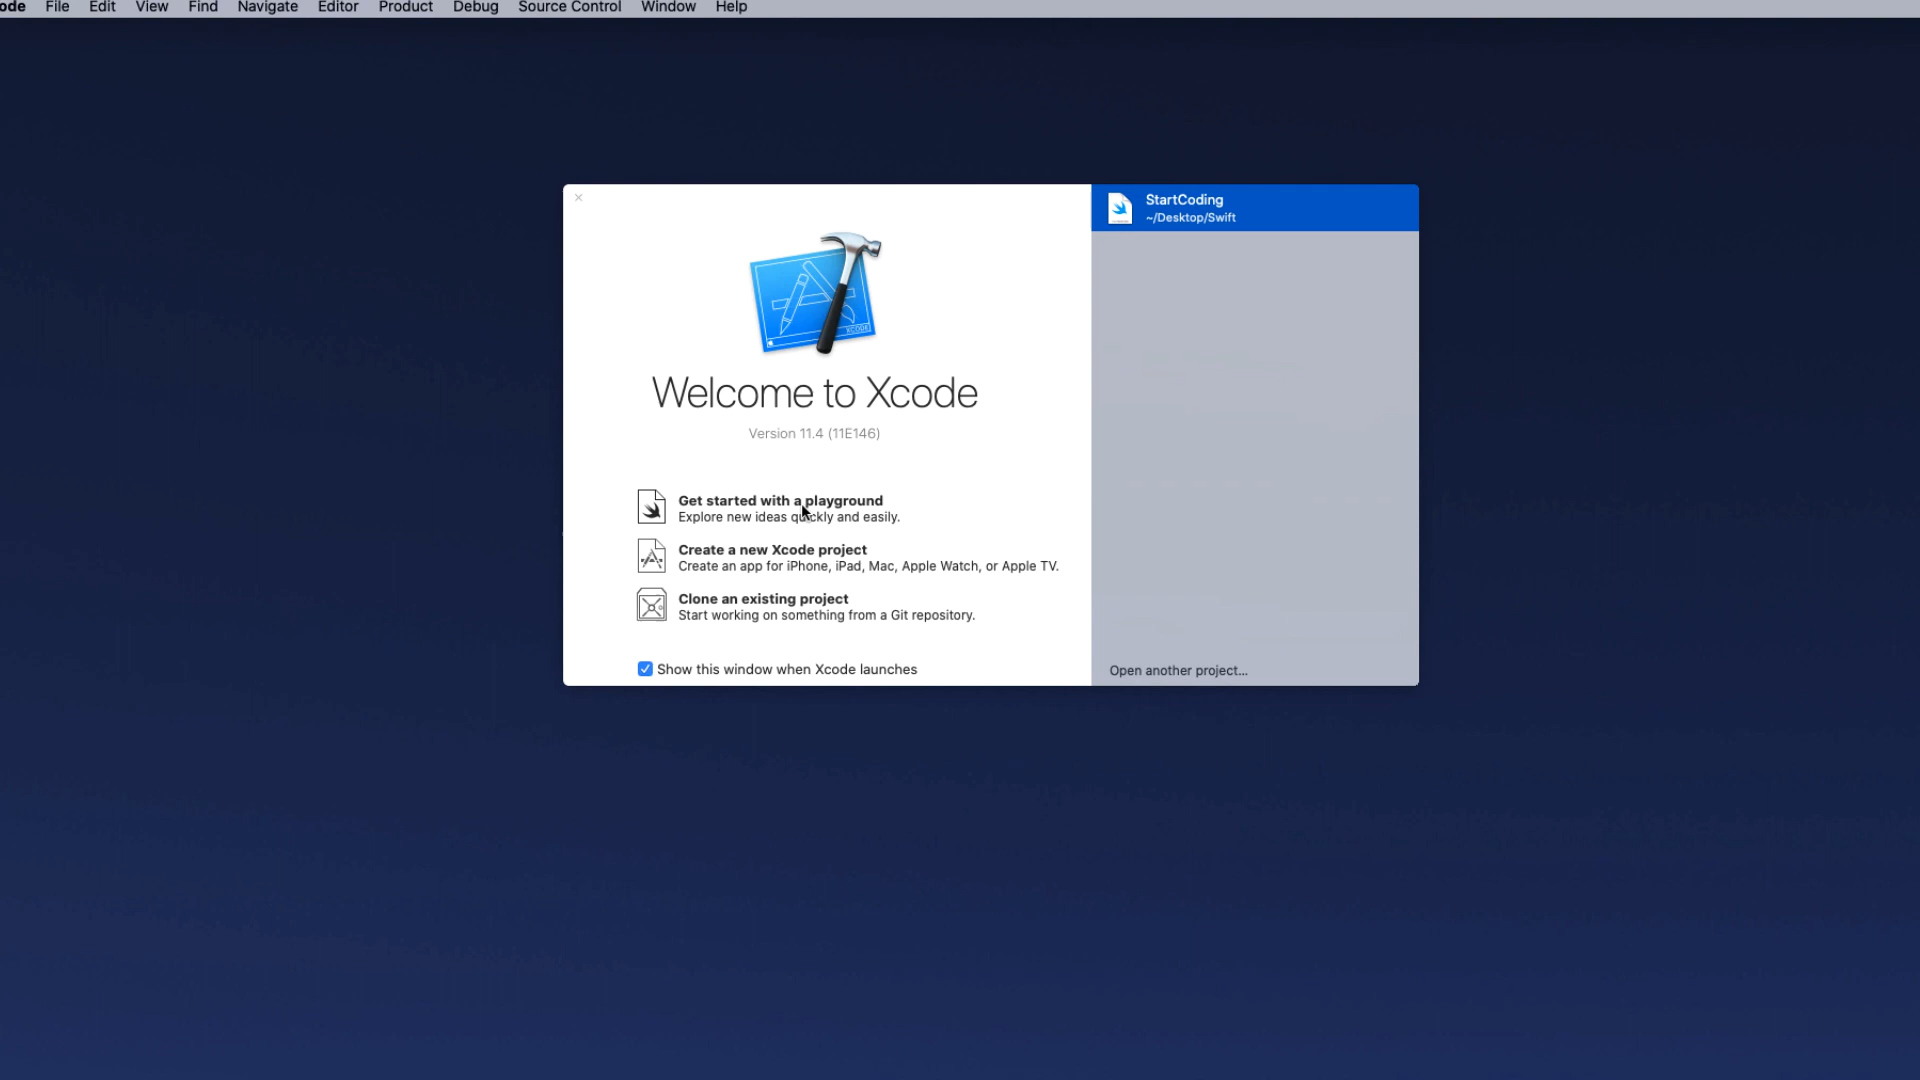 ode File Edit View Find Navigate Editor Product Debug Source Control Window Help
StartCoding
~/Desktop/Swift
XCODE
Welcome to Xcode
Version 11.4 (11E146)
Get started with a playground
Explore new ideas quickly and easily.
Create a new Xcode project
Create an app for iPhone, iPad, Mac, Apple Watch, or Apple TV.
Clone an existing project
Start working on something from a Git repository.
Show this window when Xcode launches
Open another project...